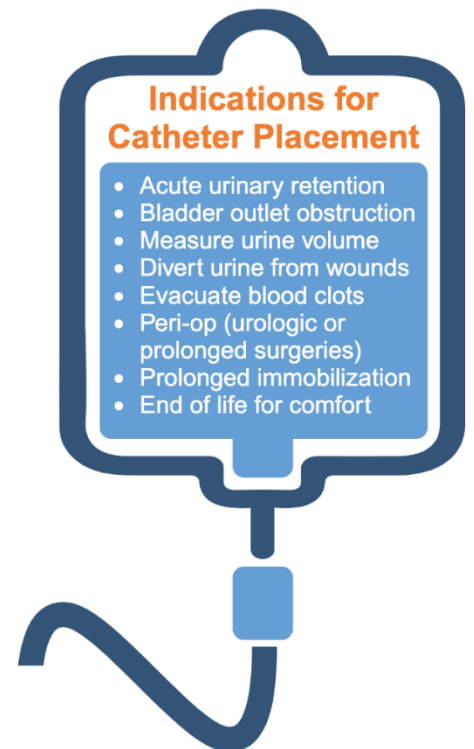 Indications for
Catheter Placement
• Acute urinary retention
• Bladder outlet obstruction
• Measure urine volume
• Divert urine from wounds
• Evacuate blood clots
• Peri-op (urologic or
prolonged surgeries)
• Prolonged immobilization
• End of life for comfort